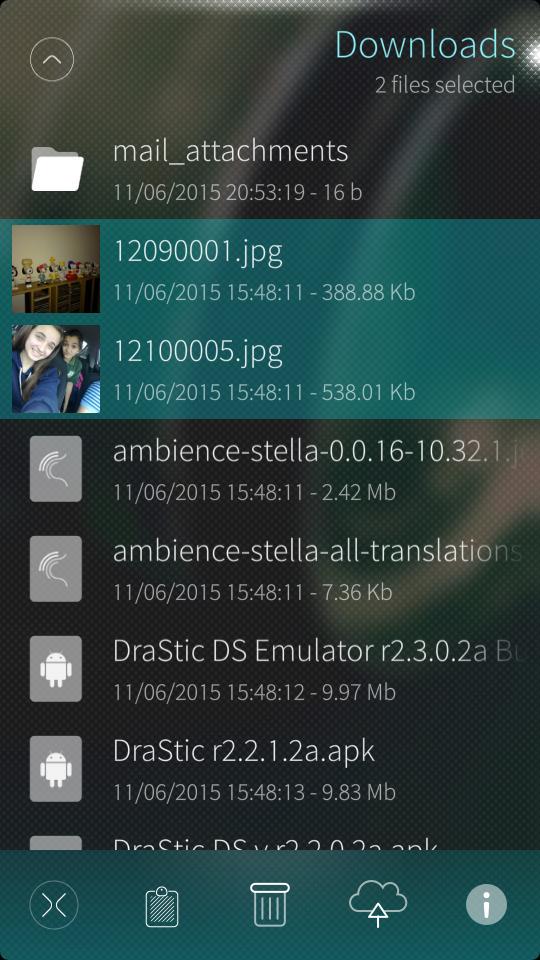 Downloads
2 files selected
mail_attachments
11/06/2015 20:53:19 - 16 b
12090001.jpg
11/06/2015 15:48:11 - 388.88 Kb
12100005.jpg
11/06/2015 15:48:11 - 538.01 Kb
ambience-stella-0.0.16-10.32.1.j
11/06/2015 15:48:11 - 2.42 Mb
ambience-stella-all-translations
11/06/2015 15:48:11 - 7.36 Kb
DraStic DS Emulator r2.3.0.2a Bu
11/06/2015 15:48:12 - 9.97 Mb
DraStic r2.2.1.2a.apk
11/06/2015 15:48:13 - 9.83 Mb
DraStic DS v r2.2.0.2a.apk